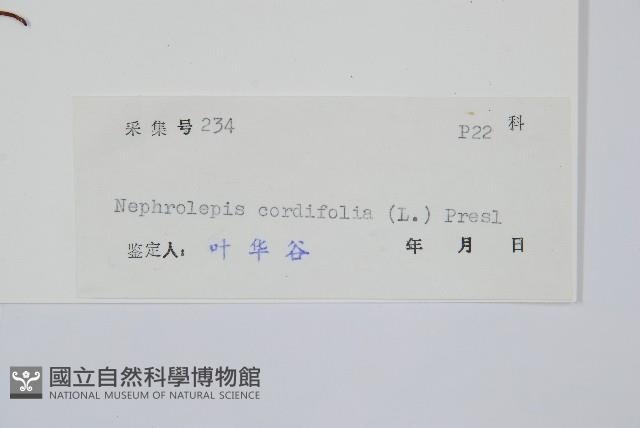 采集号 234 P22 科
Nephrolepis cordifolia (L.) Presl
鉴定人: 叶华谷 年 月 日
國立自然科學博物館
NATIONAL MUSEUM OF NATURAL SCIENCE